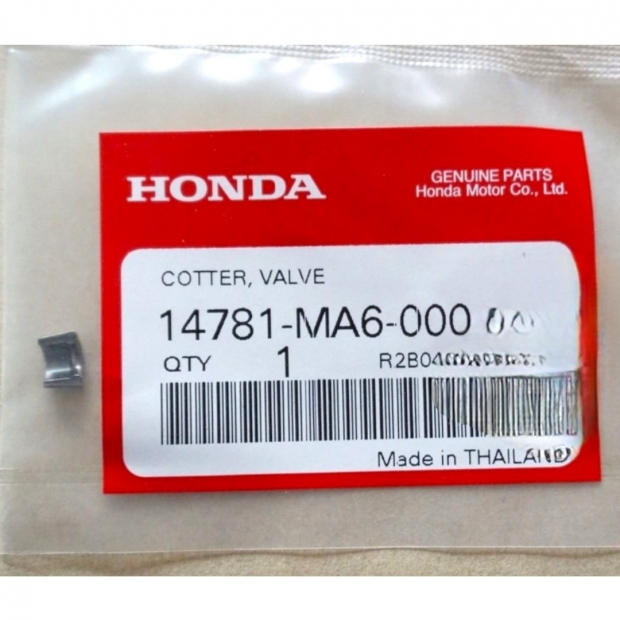 HONDA
GENUINE PARTS
Honda Motor Co., Ltd.
COTTER, VALVE
14781-MA6-000
QTY 1
Made in THAILAND